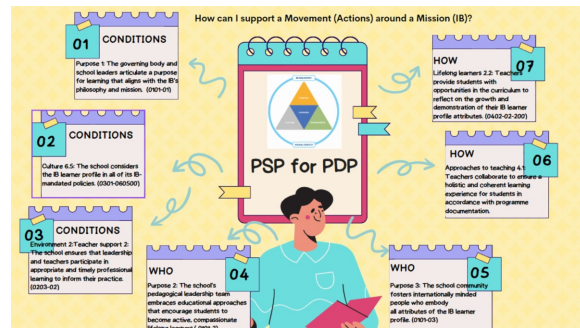 How can I support a Movement (Actions) around a Mission (IB)?
01
CONDITIONS
Purpose 1: The governing body and
school leaders articulate a purpose
for learning that aligns with the IB's
philosophy and mission. (0101-01)
02
CONDITIONS
Culture 6.5: The school considers
the IB learner profile in all of its IB-
mandated policies. (0301-060500)
03
CONDITIONS
Environment 2:Teacher support 2:
The school ensures that leadership
and teachers participate in
appropriate and timely professional
learning to inform their practice.
(0203-02)
PSP for PDP
WHO
04
Purpose 2: The school's
pedagogical leadership team
embraces educational approaches
that encourage students to
become active, compassionate
WHO
05
Purpose 3: The school community
fosters internationally minded
people who embody
all attributes of the IB learner
profile. (0101-03)
HOW
06
Approaches to teaching 4.1:
Teachers collaborate to ensure a
holistic and coherent learning
experience for students in
accordance with programme
documentation.
HOW
07
Lifelong learners 2.2: Teachers
provide students with
opportunities in the curriculum to
reflect on the growth and
demonstration of their IB learner
profile attributes. (0402-02-200)